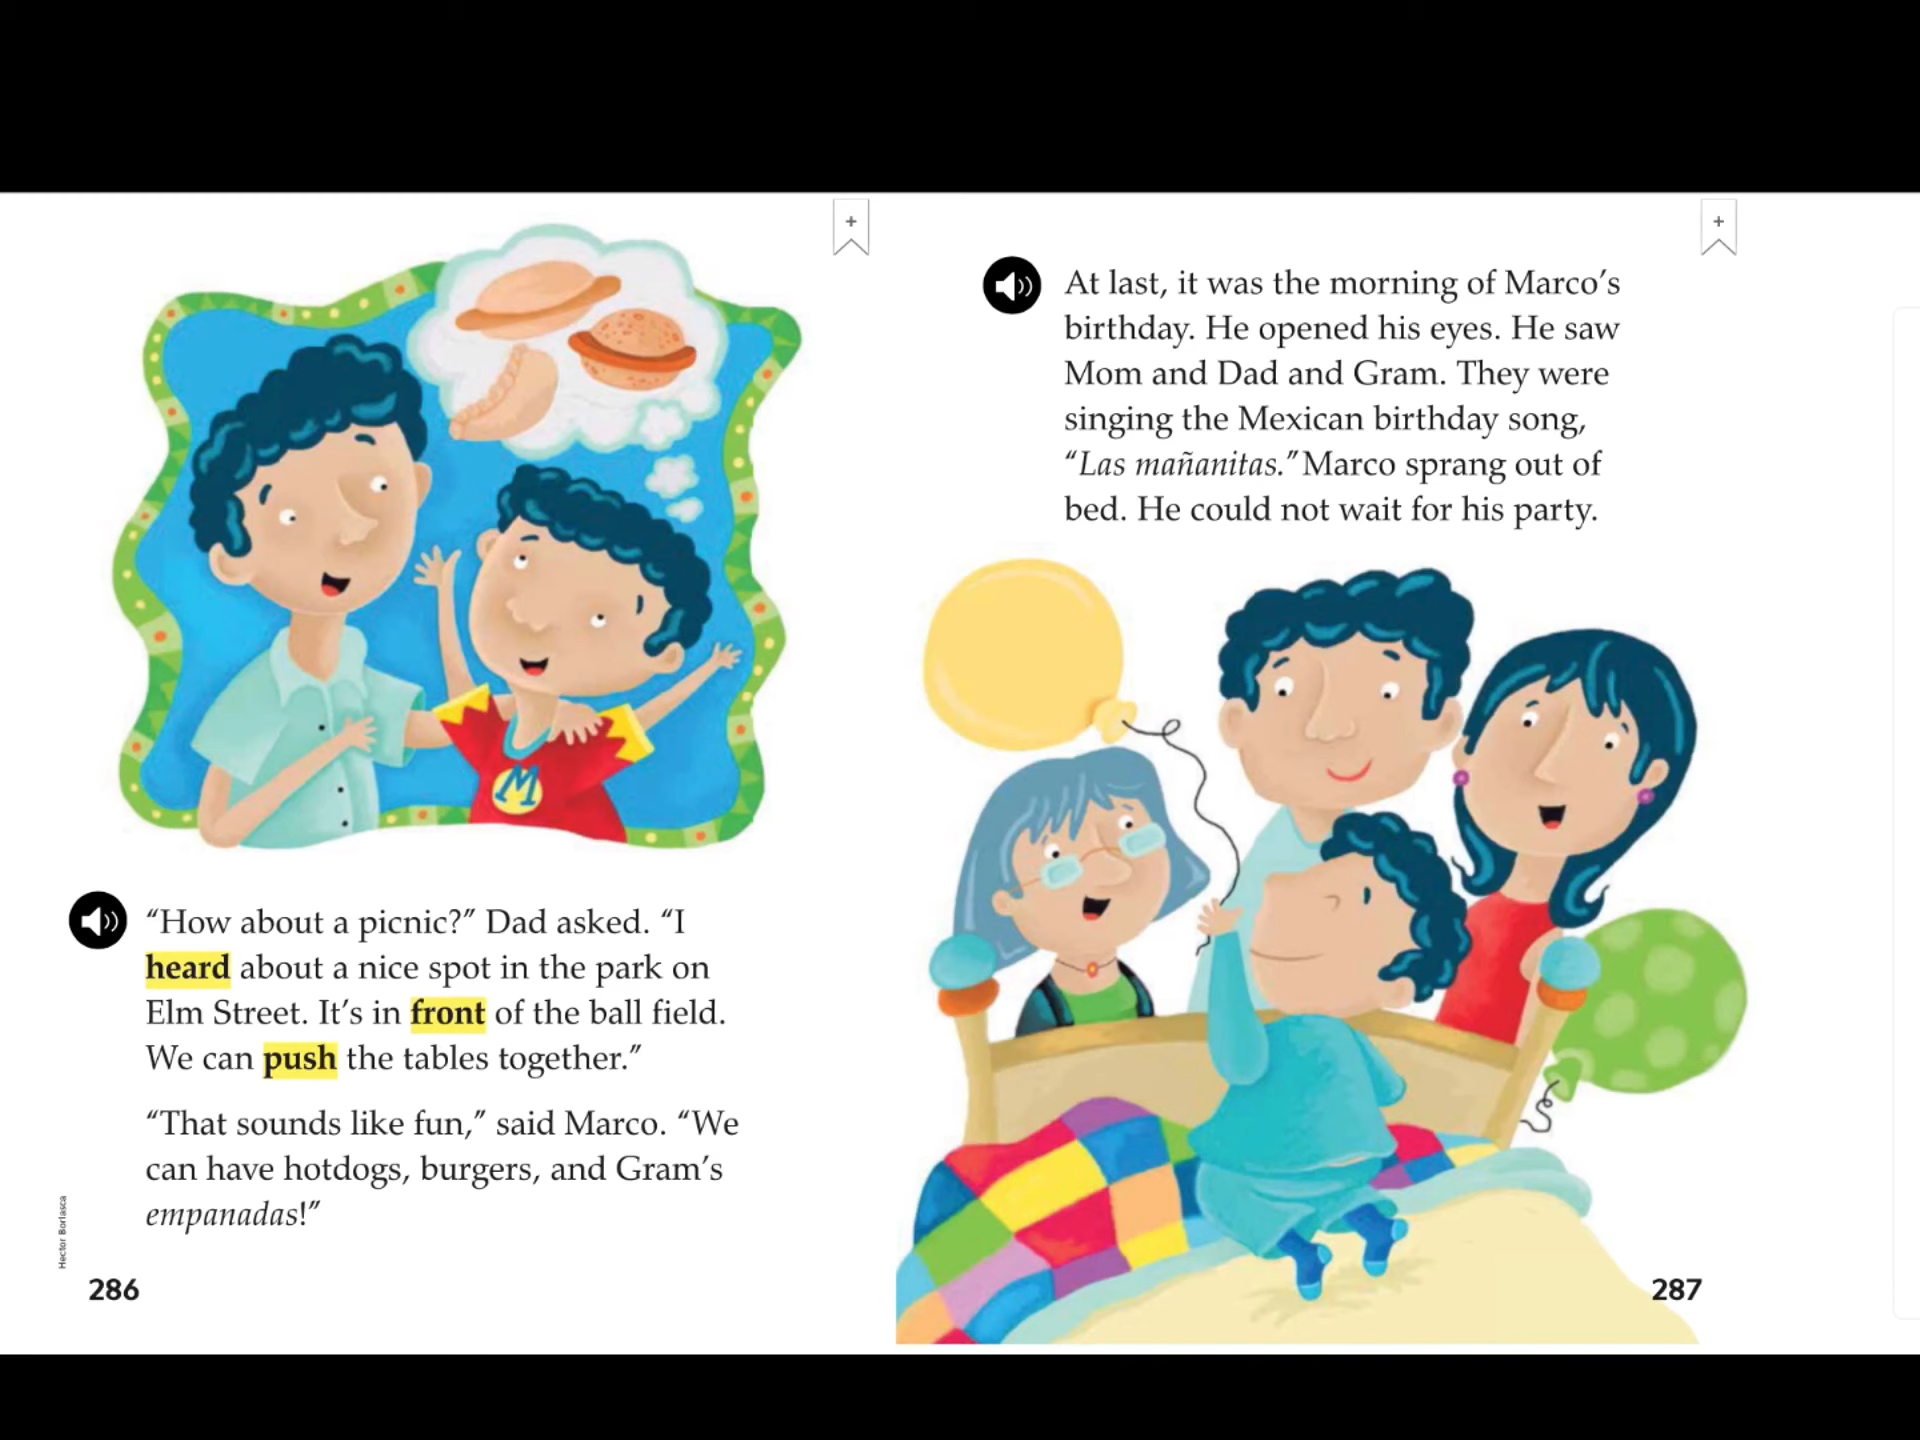 “How about a picnic?” Dad asked. “I
heard about a nice spot in the park on
Elm Street. It’s in front of the ball field.
We can push the tables together.”
“That sounds like fun,” said Marco. “We
can have hotdogs, burgers, and Gram’s
empanadas!”
Hector Borlasca
286
M
At last, it was the morning of Marco’s
birthday. He opened his eyes. He saw
Mom and Dad and Gram. They were
singing the Mexican birthday song,
“Las mañanitas.” Marco sprang out of
bed. He could not wait for his party.
287